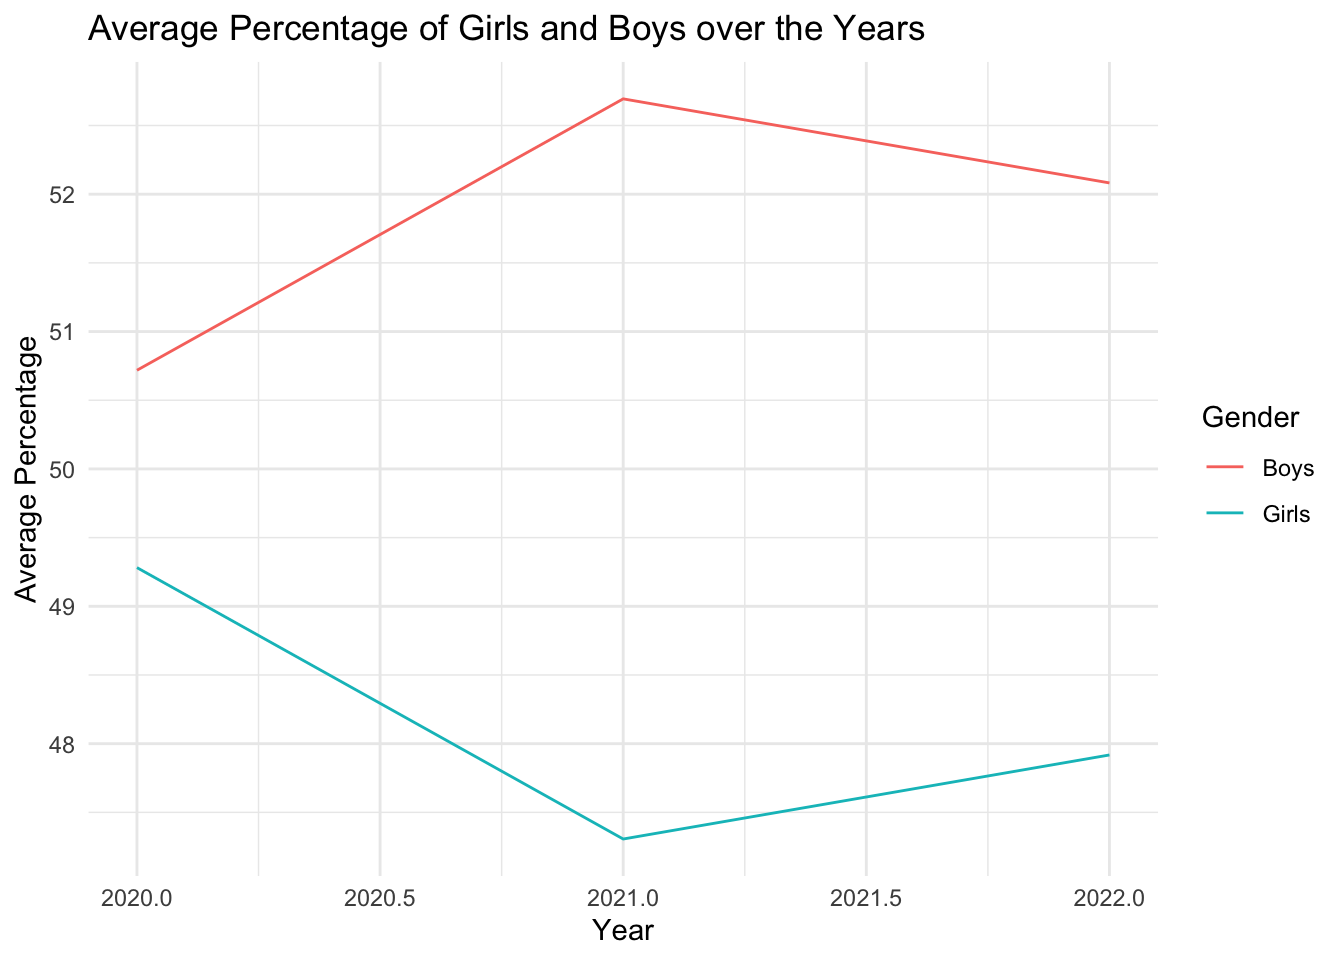 Average Percentage of Girls and Boys over the Years
Average Percentage
52
51
50
49
48
2020.0
2020.5
2021.0
2021.5
2022.0
Year
Gender
Boys
Girls